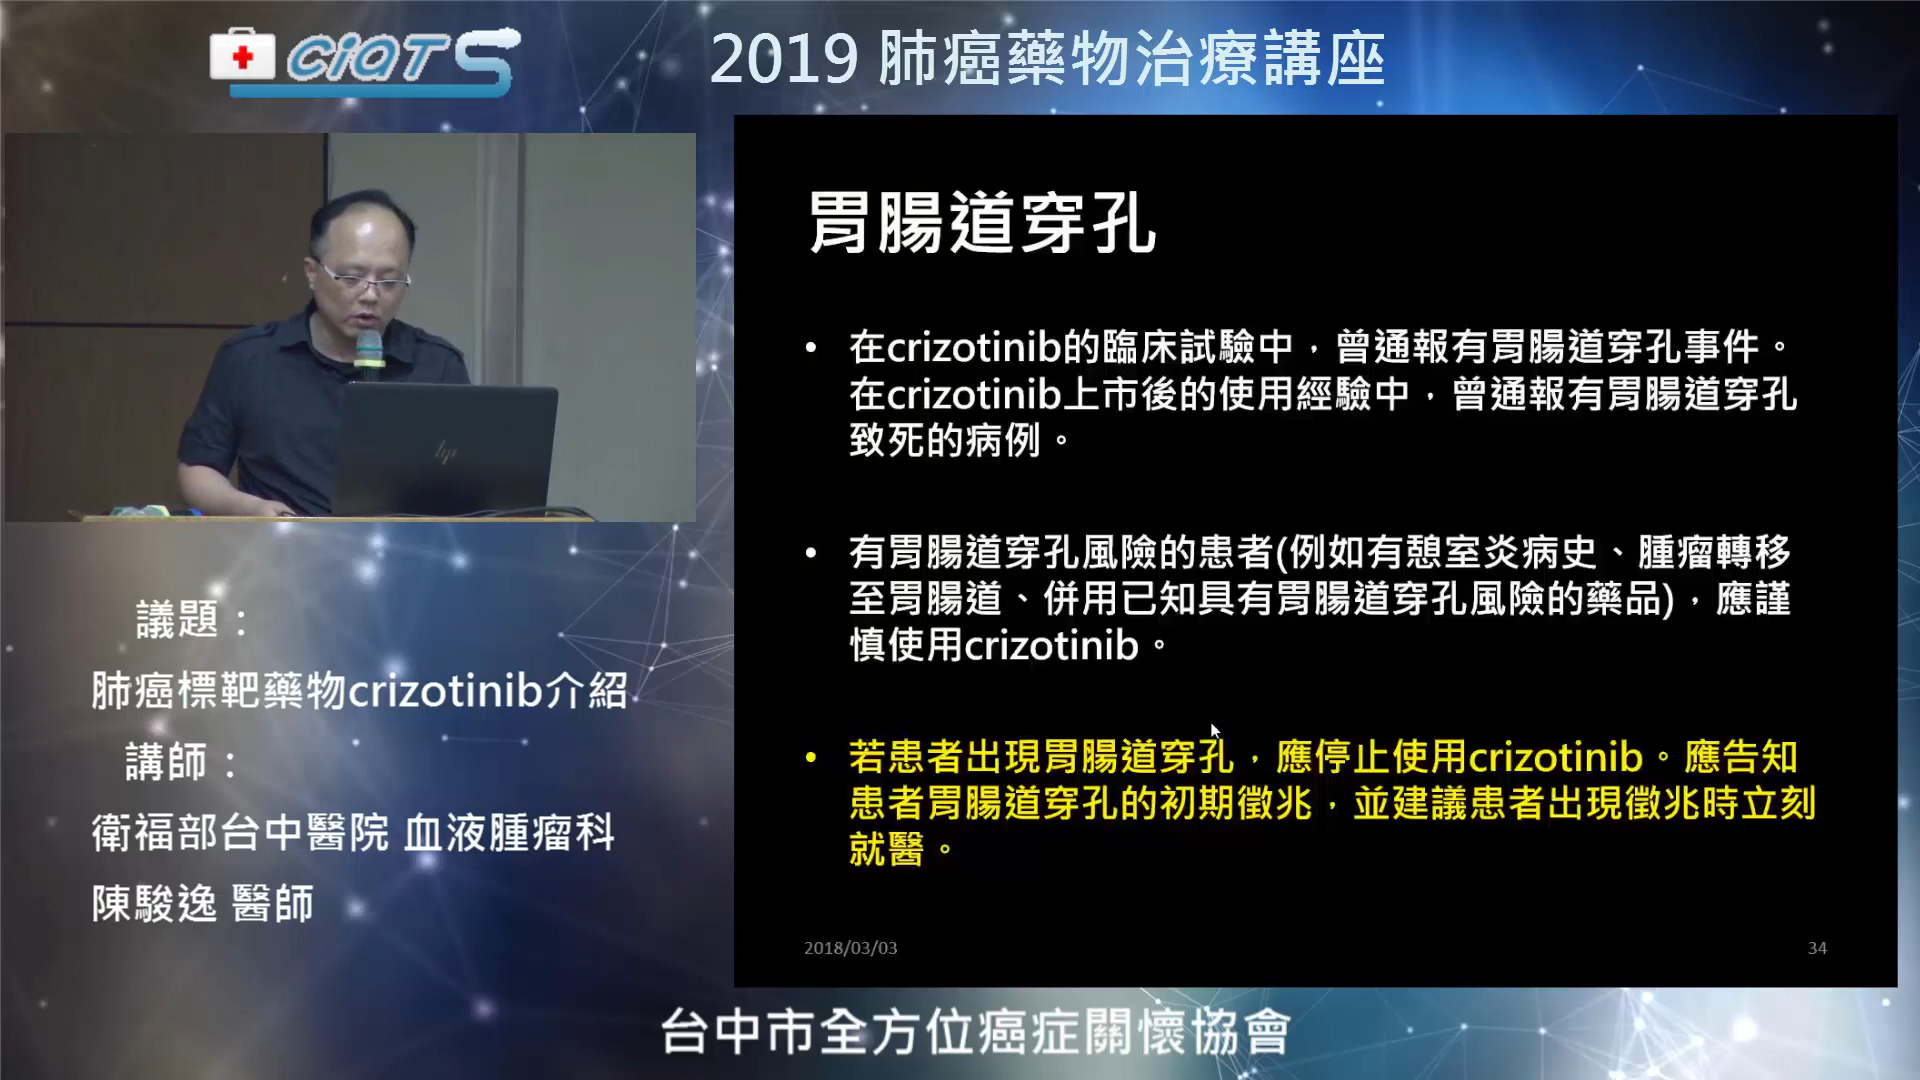 CiQTS
2019 肺癌藥物治療講座
胃腸道穿孔
• 在crizotinib的臨床試驗中，曾通報有胃腸道穿孔事件。
在crizotinib上市後的使用經驗中，曾通報有胃腸道穿孔
致死的病例。
• 有胃腸道穿孔風險的患者(例如有憩室炎病史、腫瘤轉移
至胃腸道、併用已知具有胃腸道穿孔風險的藥品)，應謹
慎使用crizotinib。
• 若患者出現胃腸道穿孔，應停止使用crizotinib。應告知
患者胃腸道穿孔的初期徵兆，並建議患者出現徵兆時立刻
就醫。
2018/03/03
34
hp
議題：
肺癌標靶藥物crizotinib介紹
講師：
衛福部台中醫院 血液腫瘤科
陳駿逸 醫師
台中市全方位癌症關懷協會